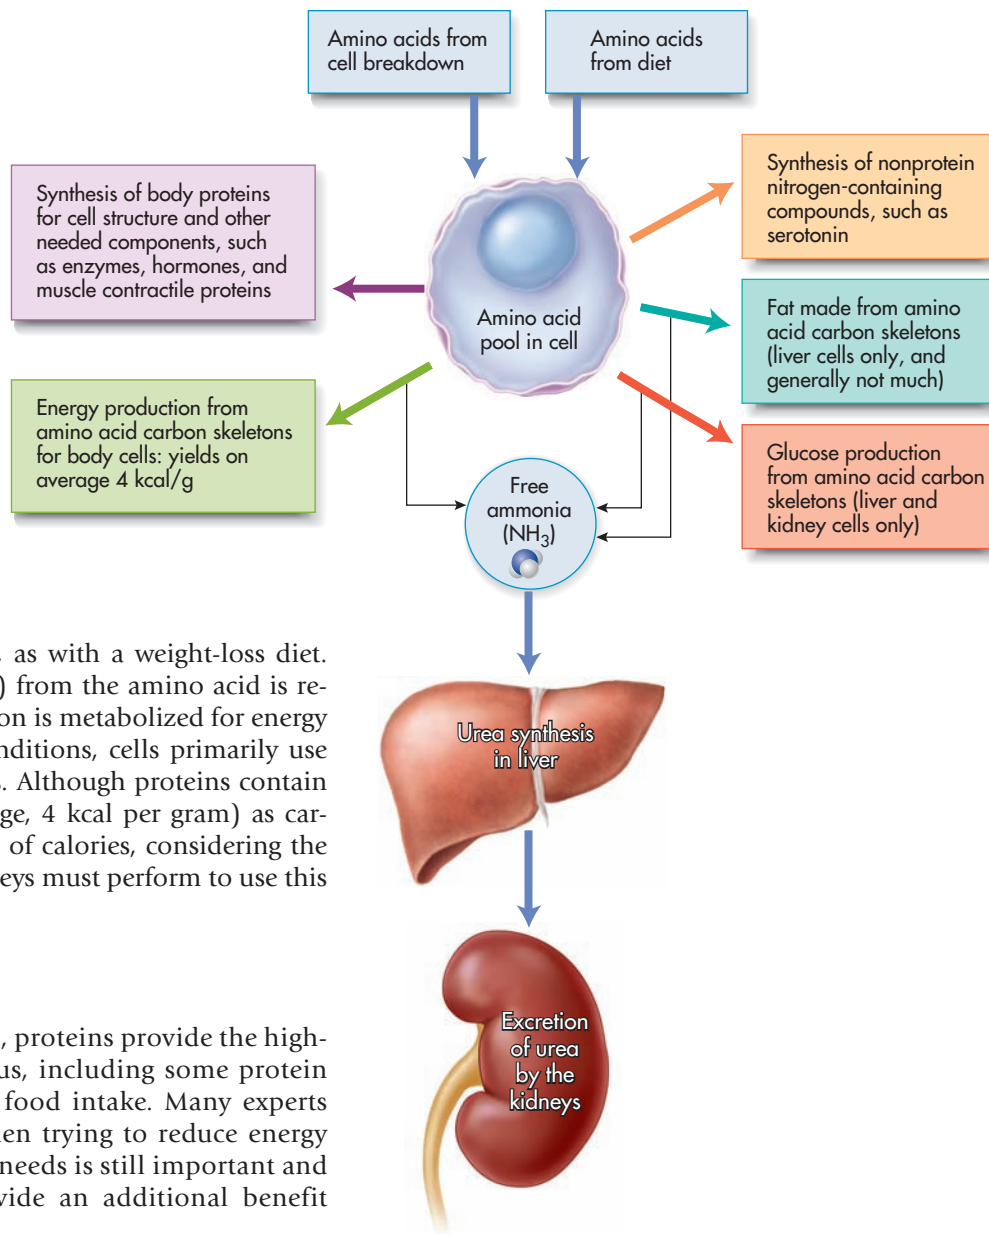 Amino acids from
cell breakdown
Amino acids
from diet
Synthesis of body proteins
for cell structure and other
needed components, such
as enzymes, hormones, and
muscle contractile proteins
Synthesis of nonprotein
nitrogen-containing
compounds, such as
serotonin
Amino acid
pool in cell
Fat made from amino
acid carbon skeletons
(liver cells only, and
generally not much)
Energy production from
amino acid carbon skeletons
for body cells: yields on
average 4 kcal/g
Glucose production
from amino acid carbon
skeletons (liver and
kidney cells only)
Free
ammonia
(NH₃)
, as with a weight-loss diet.
) from the amino acid is re-
on is metabolized for energy
nditions, cells primarily use
s. Although proteins contain
ge, 4 kcal per gram) as car-
of calories, considering the
neys must perform to use this
Urea synthesis
in liver
, proteins provide the high-
us, including some protein
food intake. Many experts
en trying to reduce energy
needs is still important and
vide an additional benefit
Excretion
of urea
by the
kidneys